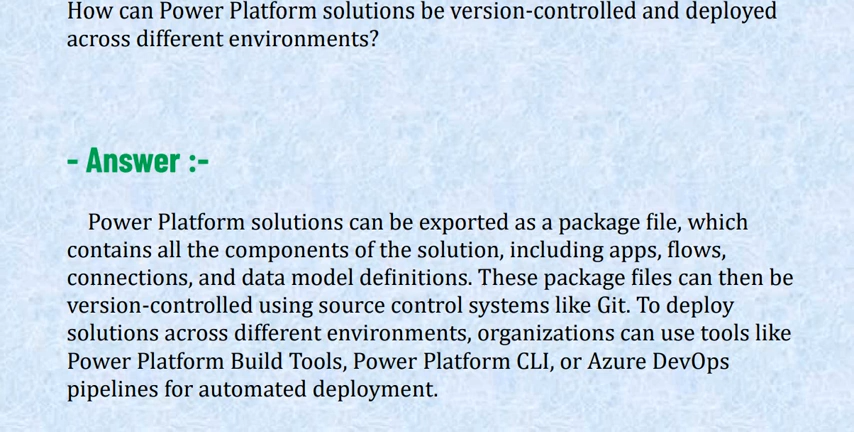 How can Power Platform solutions be version-controlled and deployed
across different environments?
- Answer :-
Power Platform solutions can be exported as a package file, which
contains all the components of the solution, including apps, flows,
connections, and data model definitions. These package files can then be
version-controlled using source control systems like Git. To deploy
solutions across different environments, organizations can use tools like
Power Platform Build Tools, Power Platform CLI, or Azure DevOps
pipelines for automated deployment.